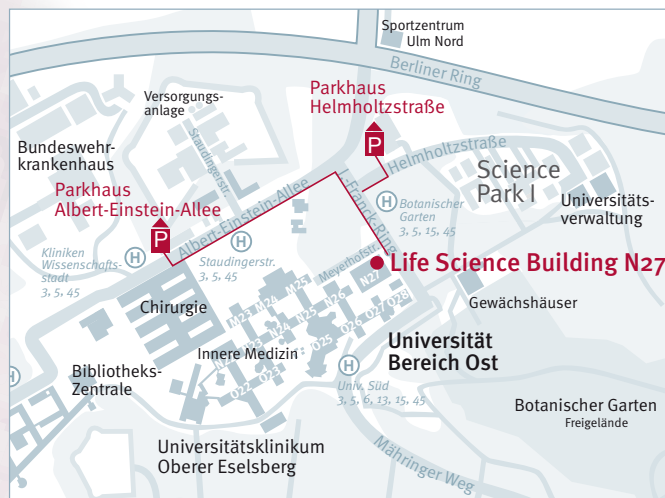 Sportzentrum
Ulm Nord
Berliner Ring
Parkhaus
Helmholtzstraße
P
Versorgungs-
anlage
Staudingerstr.
Bundeswehr-
krankenhaus
Parkhaus
Albert-Einstein-Allee
P
Albert-Einstein-Allee
Helmholtzstraße
J.-Franck-Ring
Science
Park I
Universitäts-
verwaltung
H
Botanischer
Garten
3, 5, 15, 45
H
Kliniken
Wissenschafts-
stadt
3, 5, 45
H
Staudingerstr.
3, 5, 45
Meyerhofstr.
Life Science Building N27
Gewächshäuser
Chirurgie
M23
M24
M25
N23
N24
N25
N26
N27
O22
O23
O25
O26
O27
O28
Innere Medizin
Universität
Bereich Ost
H
Univ. Süd
3, 5, 6, 13, 15, 45
H
Bibliotheks-
Zentrale
Botanischer Garten
Freigelände
Universitätsklinikum
Oberer Eselsberg
Mähringer Weg